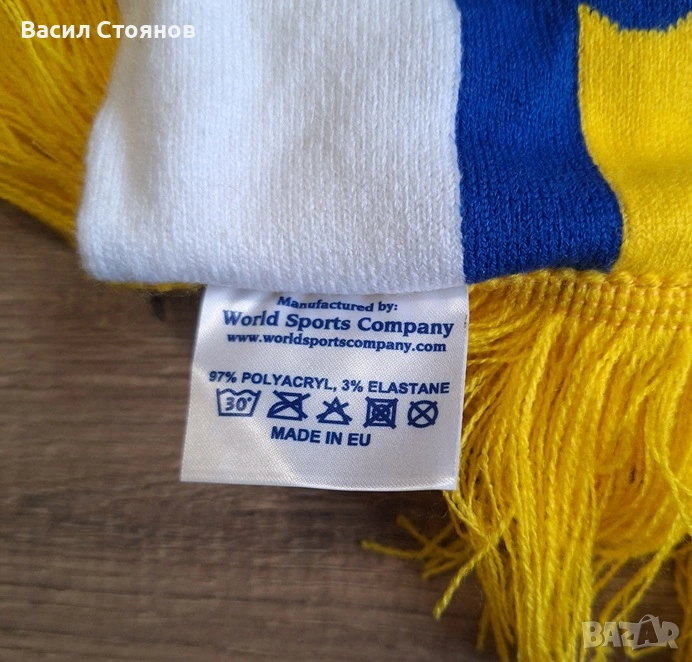 Васил Стоянов
Manufactured by:
World Sports Company
www.worldsportscompany.com
97% POLYACRYL, 3% ELASTANE
30°
MADE IN EU
BAZAR